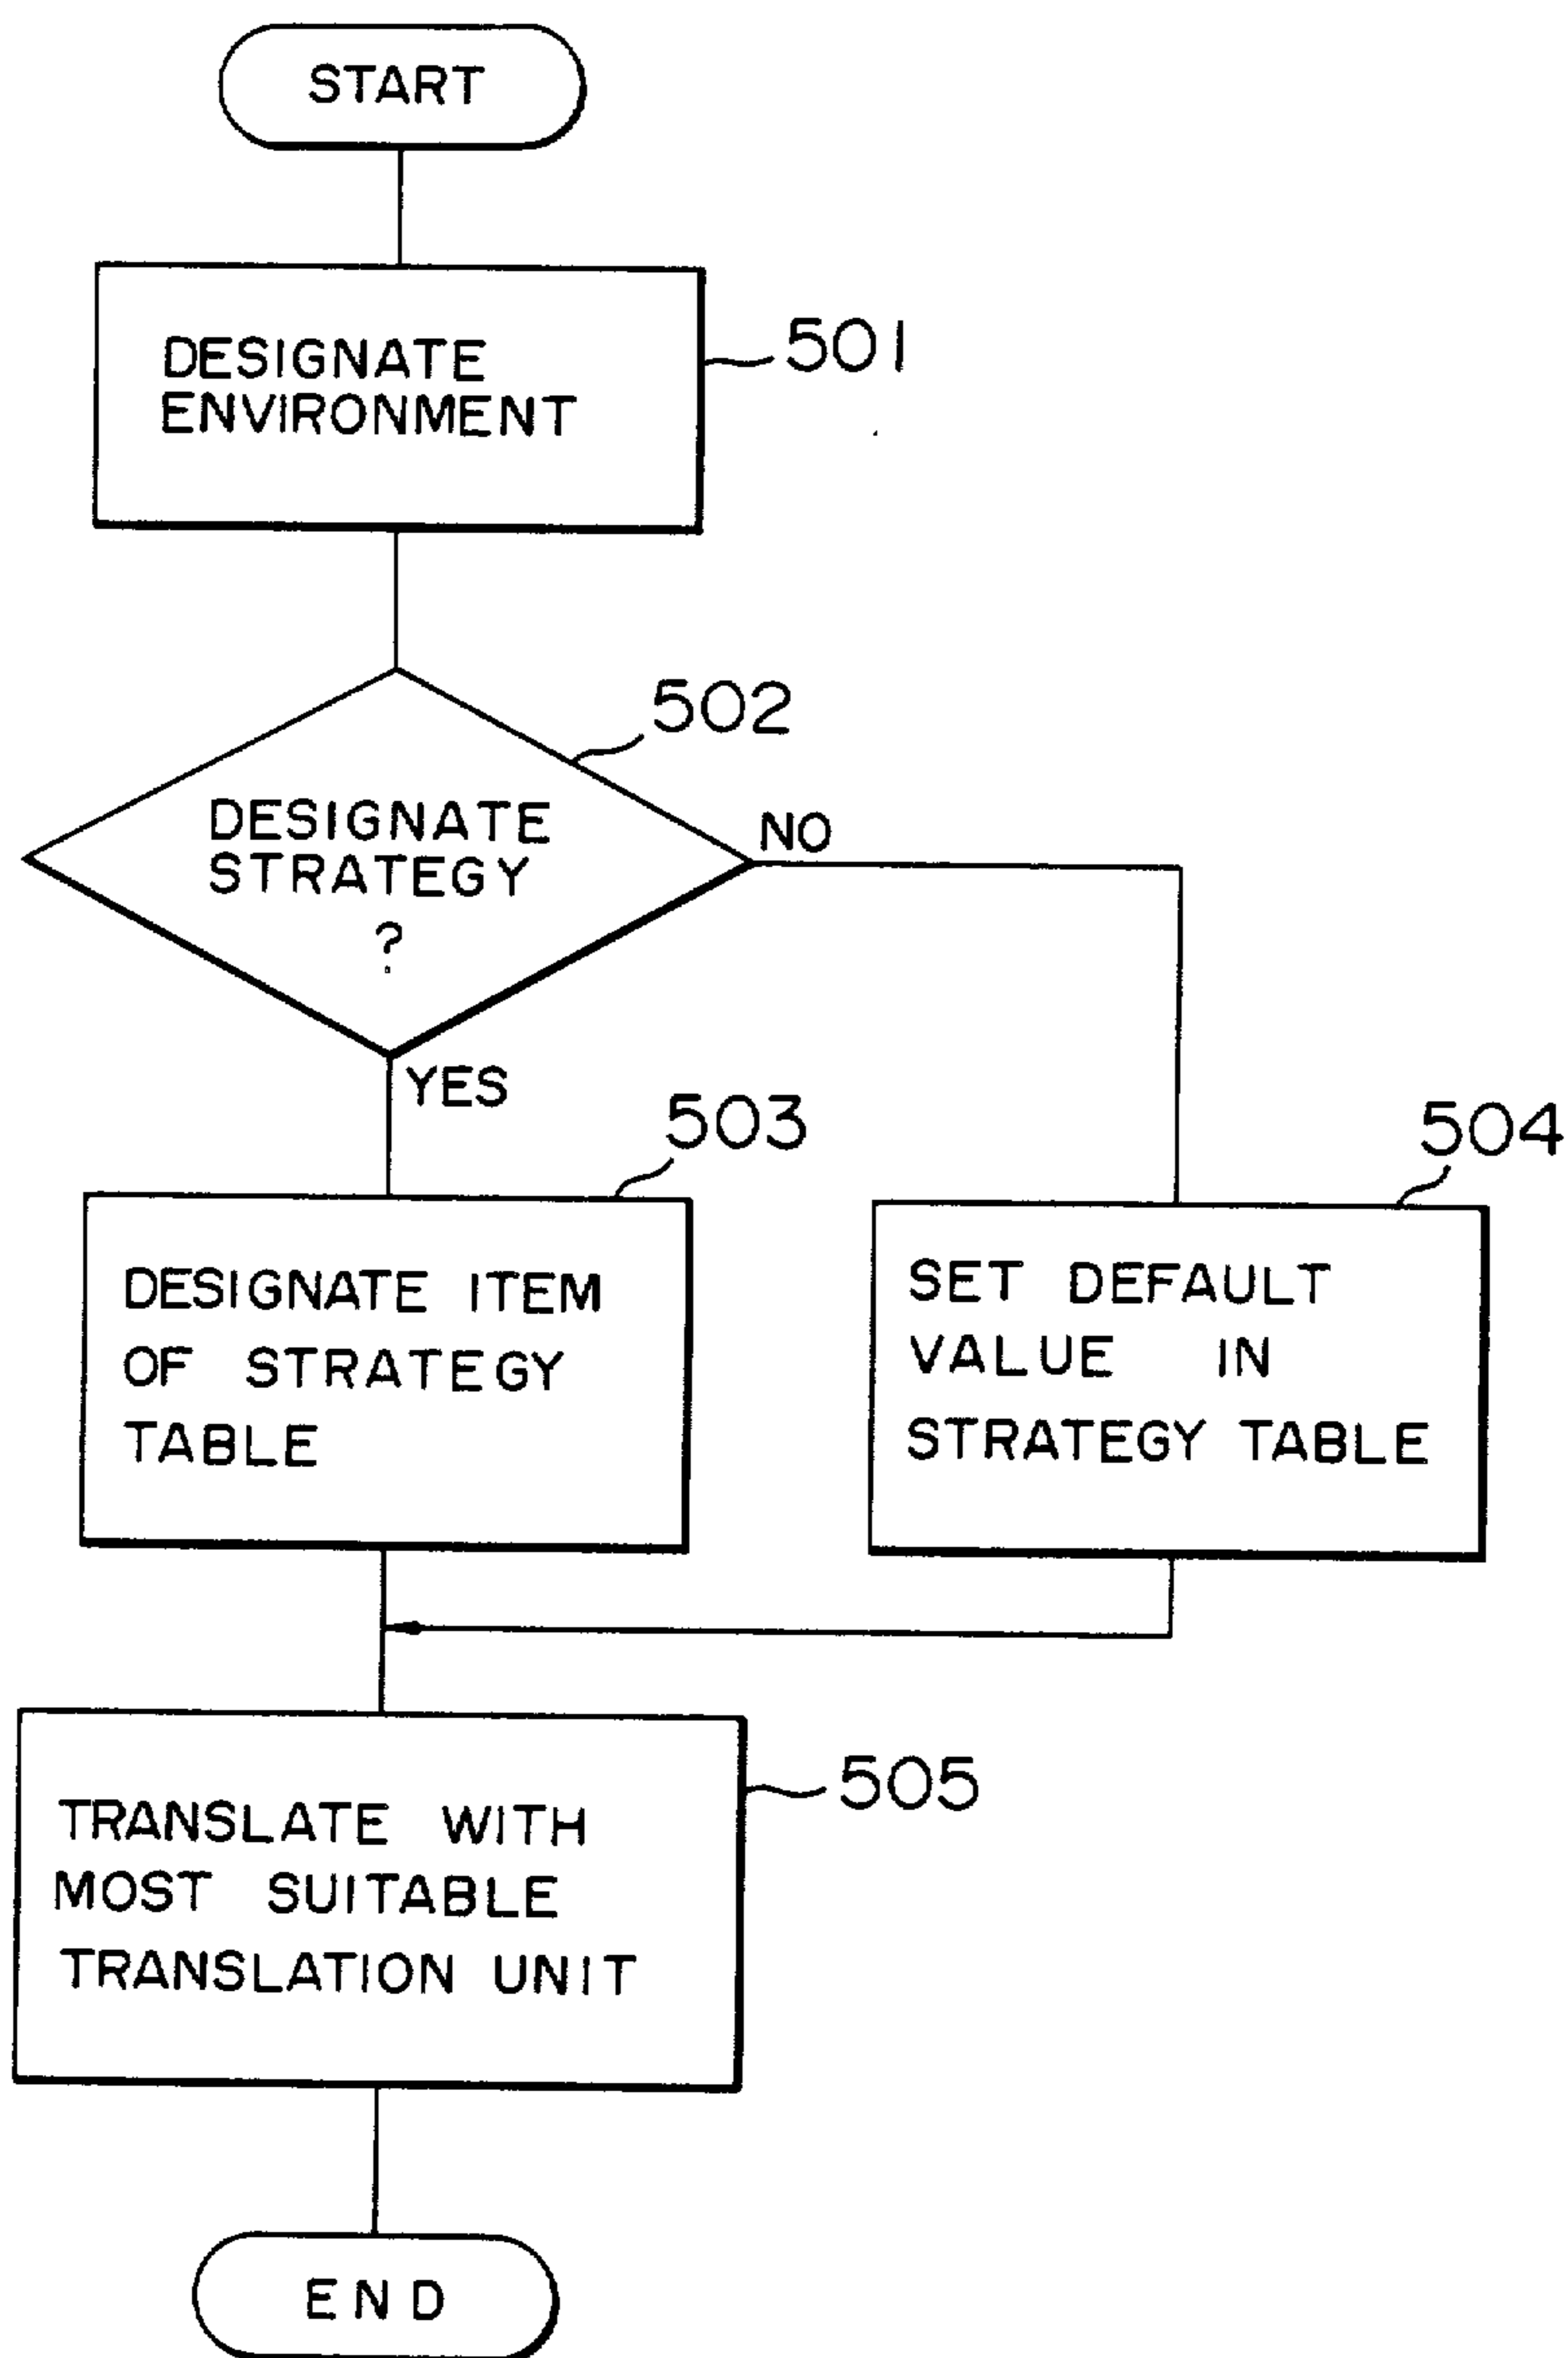 START
DESIGNATE
ENVIRONMENT
501
502
DESIGNATE
STRATEGY
?
NO
YES
503
504
DESIGNATE ITEM
OF STRATEGY
TABLE
SET DEFAULT
VALUE IN
STRATEGY TABLE
TRANSLATE WITH
MOST SUITABLE
TRANSLATION UNIT
505
END